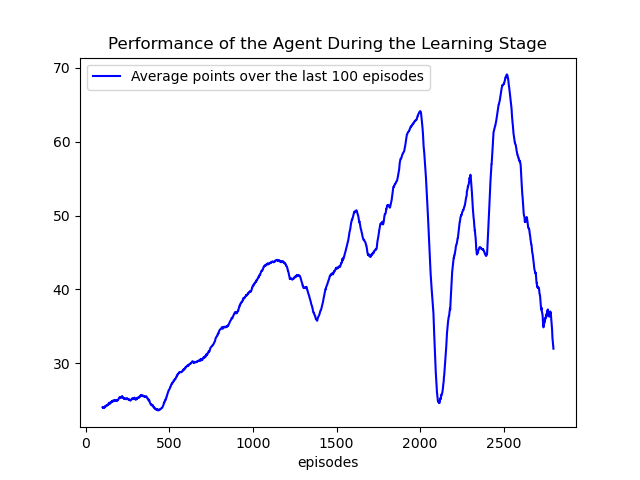 Performance of the Agent During the Learning Stage
Average points over the last 100 episodes
70
60
50
40
30
0 500 1000 1500 2000 2500
episodes